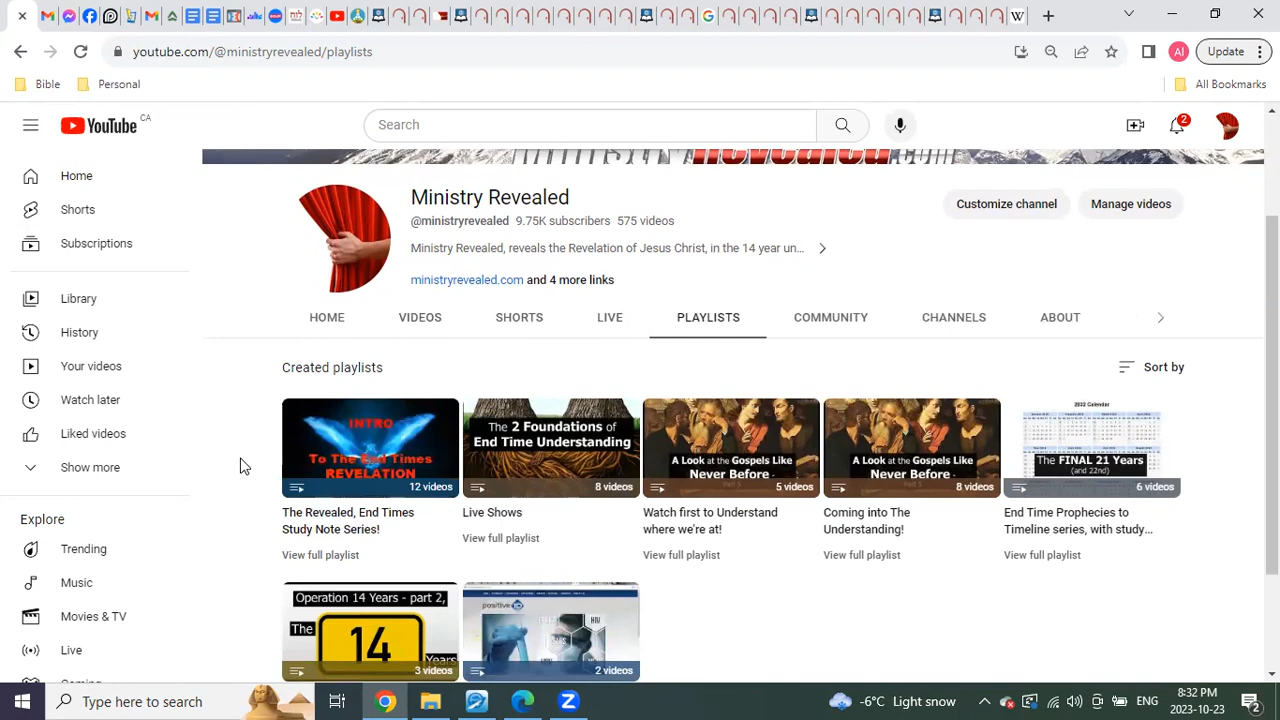 youtube.com/@ministryrevealed/playlists
AI
Update
Bible
Personal
All Bookmarks
YouTube CA
Search
2
Home
Shorts
Subscriptions
Library
History
Your videos
Watch later
Liked videos
Show more
Explore
Trending
Music
Movies & TV
Live
Ministry Revealed
@ministryrevealed 9.75K subscribers 575 videos
Customize channel
Manage videos
Ministry Revealed, reveals the Revelation of Jesus Christ, in the 14 year un...
ministryrevealed.com and 4 more links
HOME VIDEOS SHORTS LIVE PLAYLISTS COMMUNITY CHANNELS ABOUT
Created playlists
Sort by
INTRO
To The End Times
REVELATION
12 videos
The Revealed, End Times
Study Note Series!
View full playlist
The 2 Foundations of
End Time Understanding
8 videos
Live Shows
View full playlist
A Look at the Gospels Like
Never Before
5 videos
Watch first to Understand
where we're at!
View full playlist
A Look at the Gospels Like
Never Before
8 videos
Coming into The
Understanding!
View full playlist
2032 Calendar
The FINAL 21 Years
(and 22nd)
6 videos
End Time Prophecies to
Timeline series, with study...
View full playlist
Operation 14 Years - part 2,
The
14
Years
3 videos
positiveID
HIV
2 videos
Type here to search
-6°C Light snow
ENG
8:32 PM
2023-10-23
2